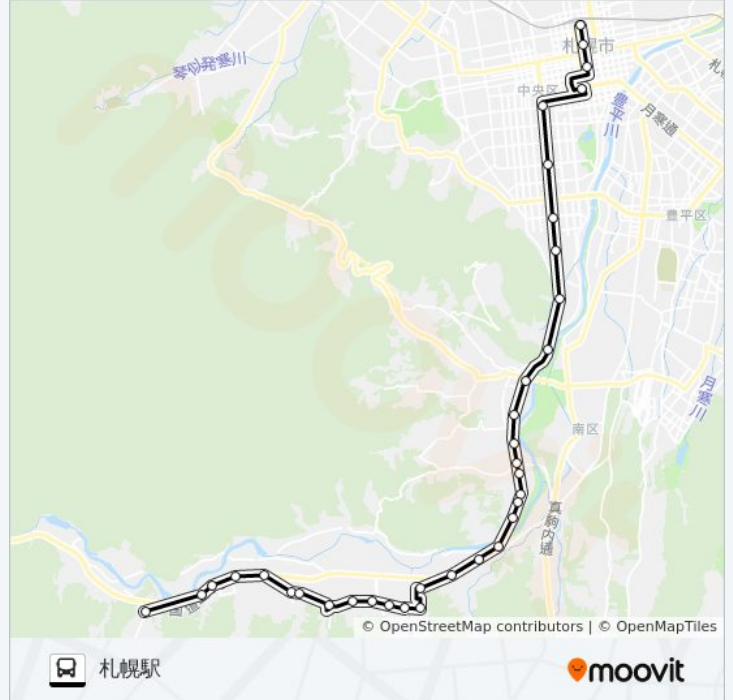 琴似発寒川
札幌市
中央区
豊平川
月寒通
豊平区
月寒川
南区
真駒内通
© OpenStreetMap contributors | © OpenMapTiles
札幌駅
moovit